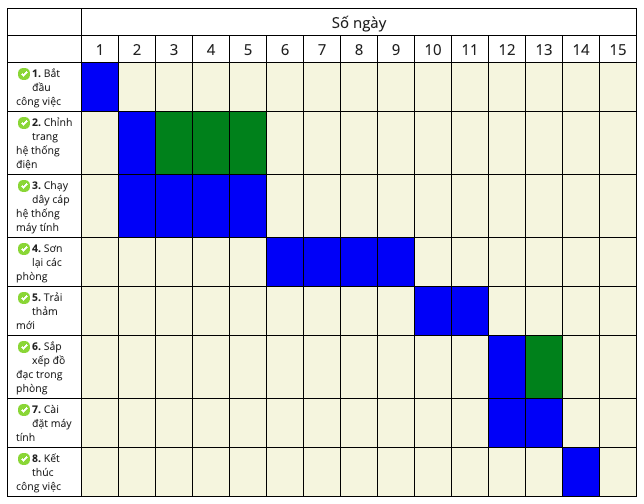 Số ngày
1 2 3 4 5 6 7 8 9 10 11 12 13 14 15
1. Bắt
đầu
công việc
2. Chỉnh
trang
hệ thống
điện
3. Chạy
dây cáp
hệ thống
máy tính
4. Sơn
lại các
phòng
5. Trải
thảm
mới
6. Sắp
xếp đồ
đạc trong
phòng
7. Cài
đặt máy
tính
8. Kết
thúc
công việc